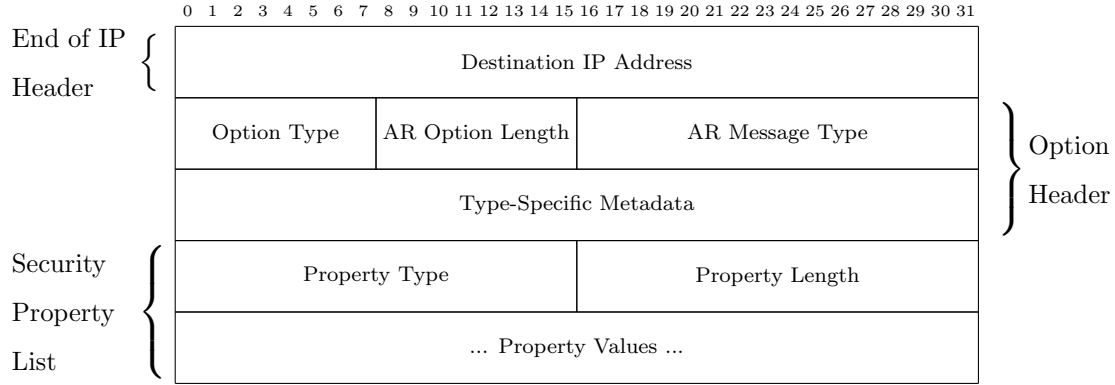 0 1 2 3 4 5 6 7 8 9 10 11 12 13 14 15 16 17 18 19 20 21 22 23 24 25 26 27 28 29 30 31
End of IP
Header
Destination IP Address
Option Type AR Option Length AR Message Type
Type-Specific Metadata
Option
Header
Security
Property
List
Property Type Property Length
... Property Values ...